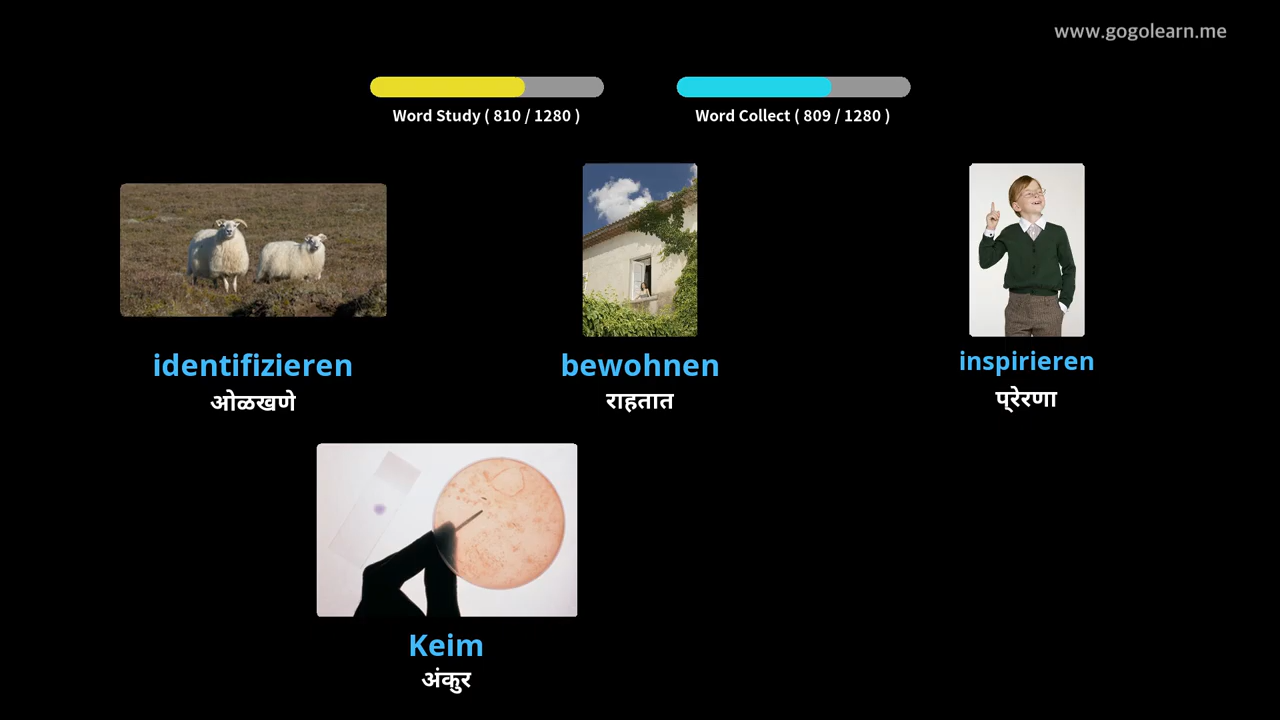 www.gogolearn.me
Word Study ( 810 / 1280 )
Word Collect ( 809 / 1280 )
identifizieren
ओळखणे
bewohnen
राहतात
inspirieren
प्रेरणा
Keim
अंकुर